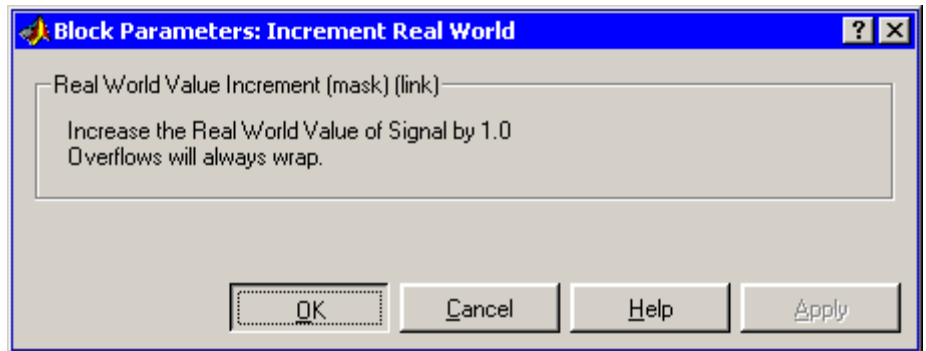 Block Parameters: Increment Real World
Real World Value Increment (mask) (link)
Increase the Real World Value of Signal by 1.0
Overflows will always wrap.
OK Cancel Help Apply